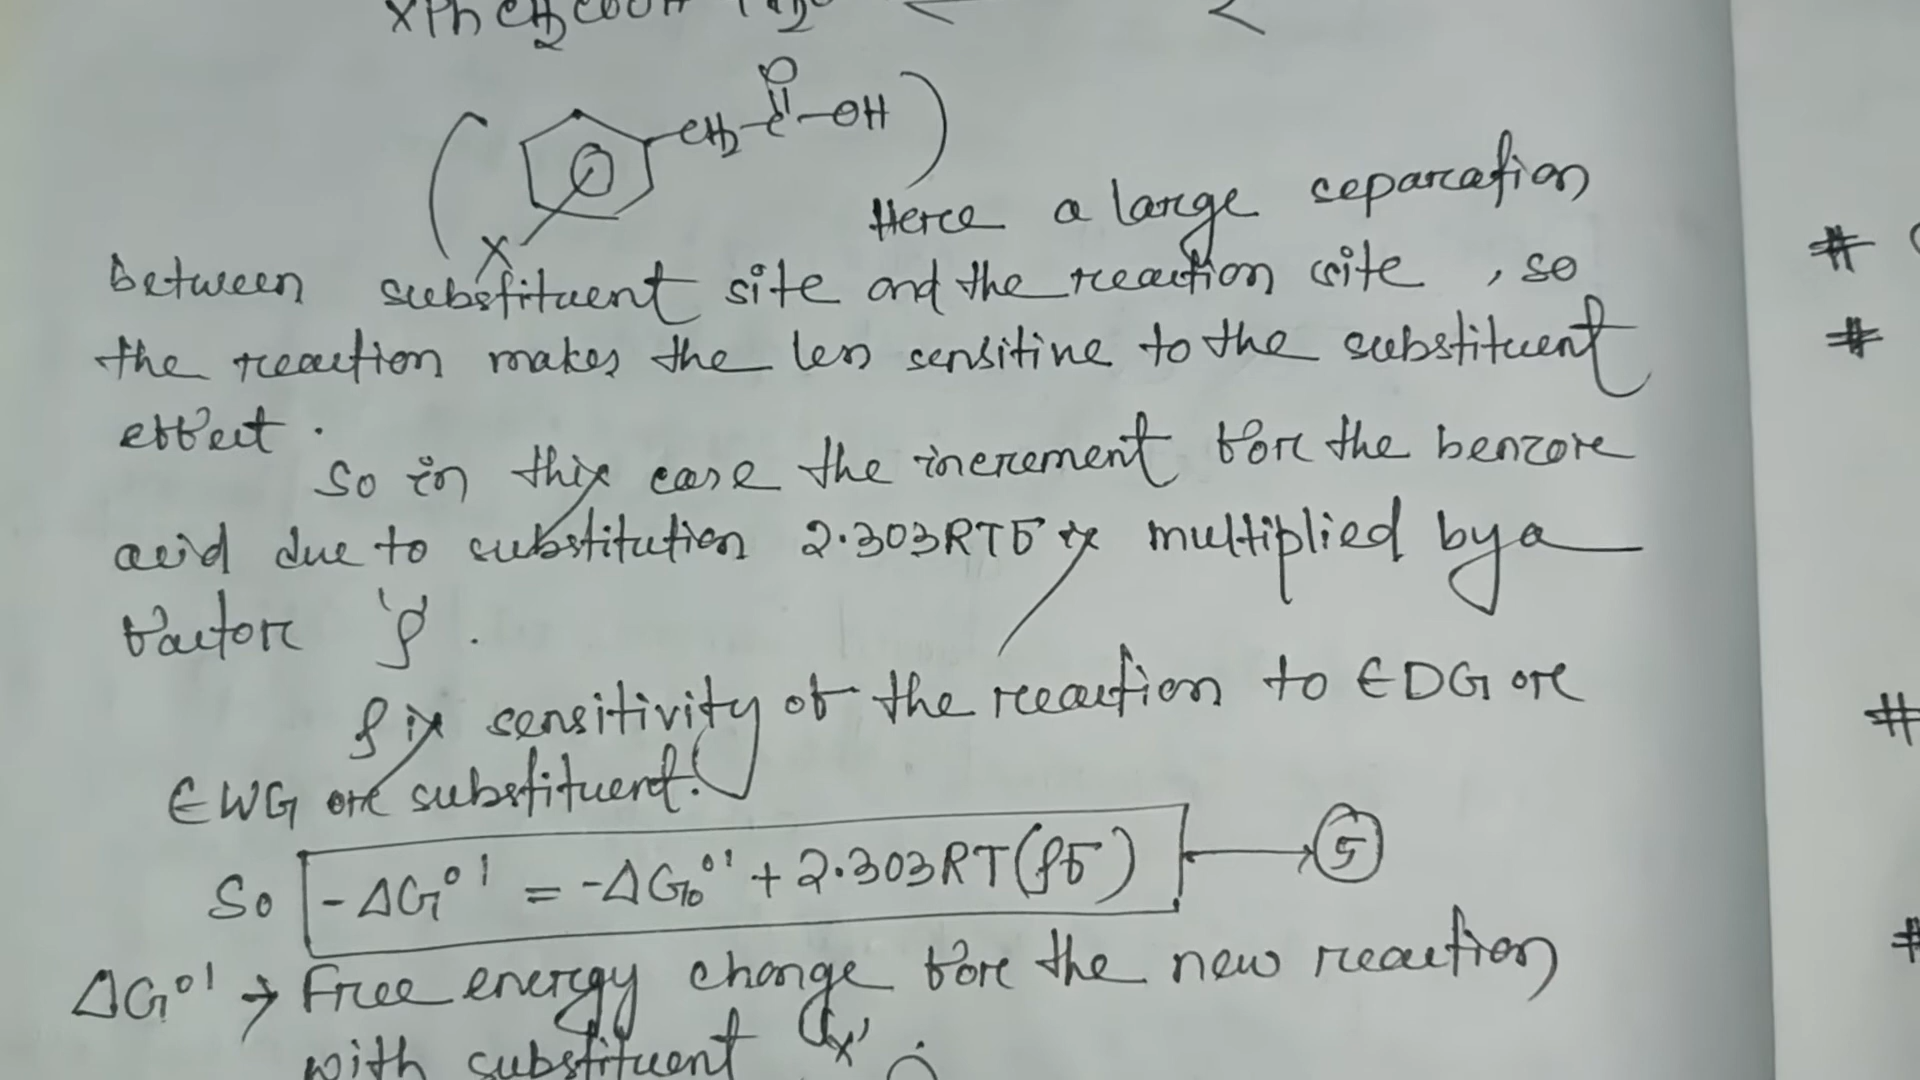 XPhCH2COOH + H2O
O
CH2-C-OH
X
Here a large separation
between substituent site and the reaction site, so
the reaction makes the less sensitive to the substituent
effect.
So in this case the increment for the benzoic
acid due to substitution 2.303RTσ is multiplied by a
factor 'ρ'.
ρ is sensitivity of the reaction to EDG or
EWG or substituent.
So -ΔG°' = -ΔG₀°' + 2.303RT(ρσ) → 5
ΔG°' → Free energy change for the new reaction
with substituent 'x'
#
#
#
#